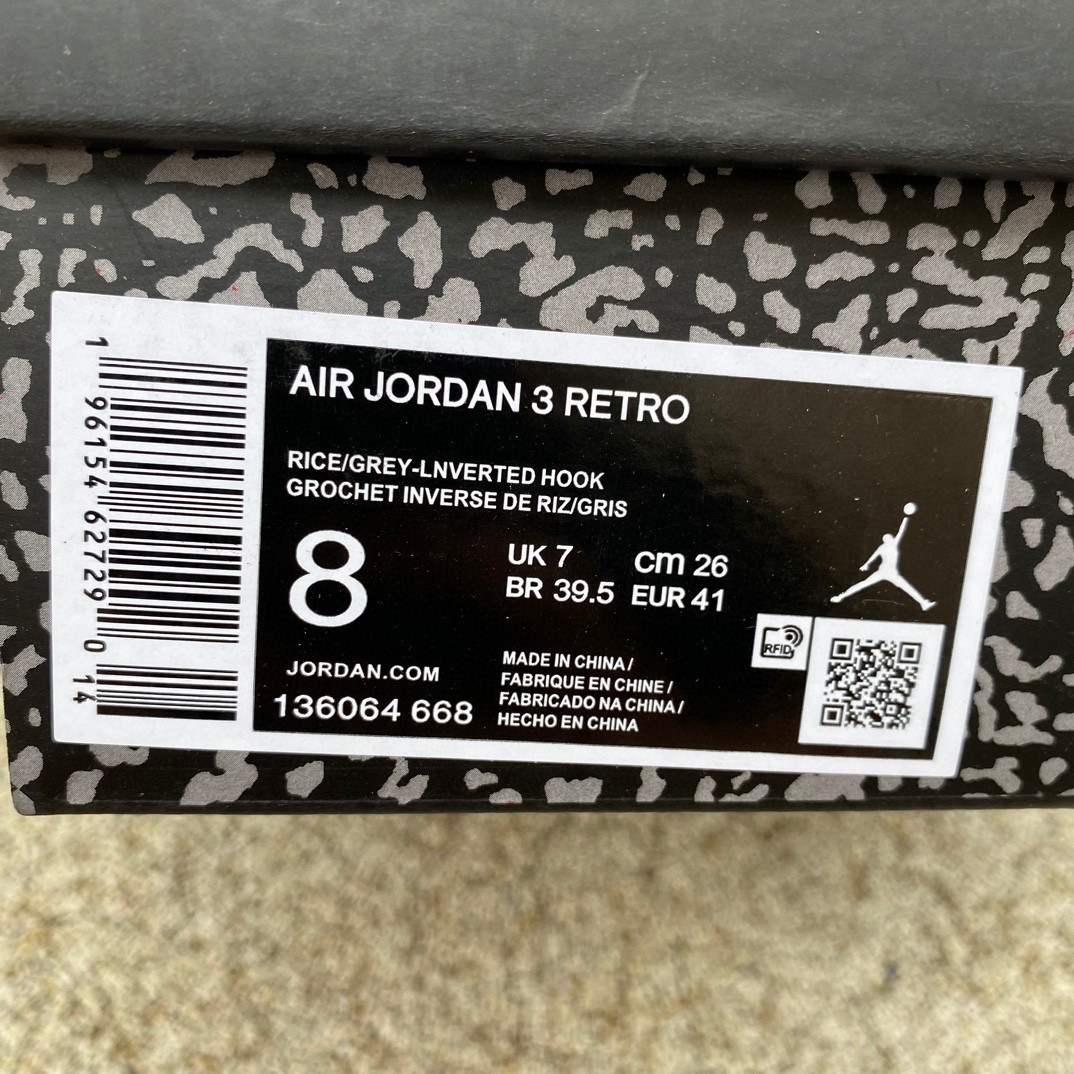 AIR JORDAN 3 RETRO
RICE/GREY-LNVERTED HOOK
GROCHET INVERSE DE RIZ/GRIS
8
UK 7
cm 26
BR 39.5
EUR 41
JORDAN.COM
136064 668
MADE IN CHINA /
FABRIQUE EN CHINE /
FABRICADO NA CHINA /
HECHO EN CHINA
RFID
1 96154 62729 0 14